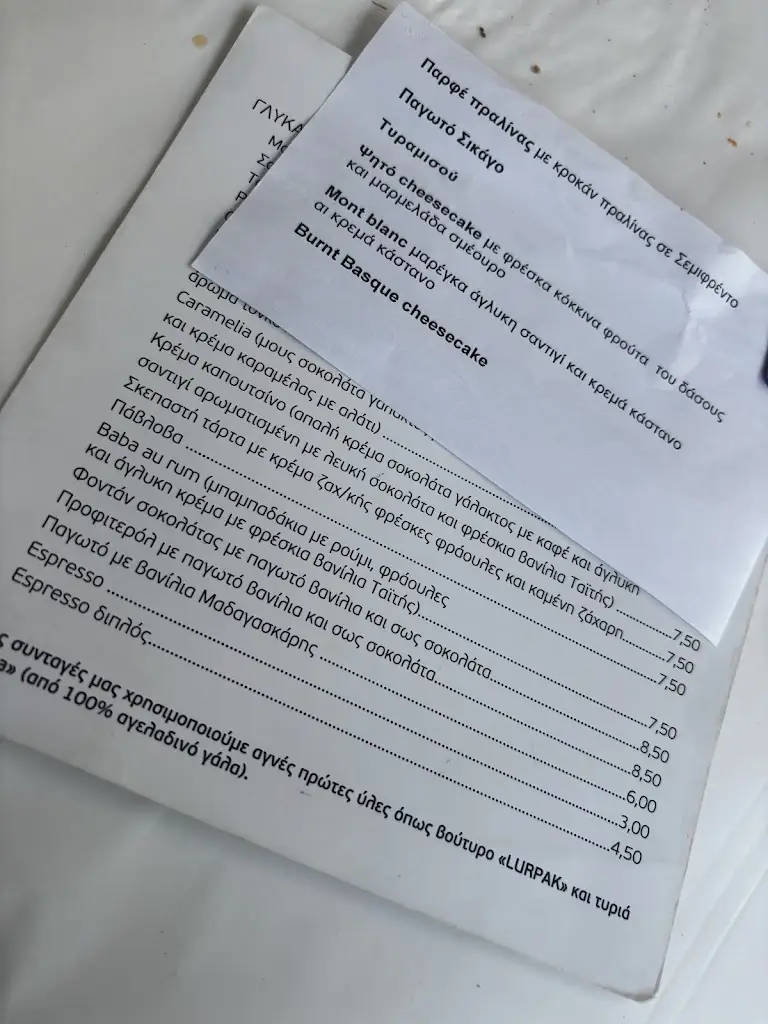 Παρφέ πραλίνας με κροκάν πραλίνας σε Σεμιφρέντο
Παγωτό Σικάγο
Τυραμισού
Ψητό cheesecake με φρέσκα κόκκινα φρούτα του δάσους
και μαρμελάδα σμέουρο
Mont blanc μαρέγκα άγλυκη σαντιγί και κρεμά κάστανο
αι κρεμά κάστανο
Burnt Basque cheesecake
ΓΛΥΚΑ
άρωμα
Caramelia (μους σοκολάτα
και κρέμα καραμέλας με αλάτι)
Κρέμα καπουτσίνο (απαλή κρέμα σοκολάτα γάλακτος με καφέ και άγλυκη
σαντιγί αρωματισμένη με λευκή σοκολάτα και φρέσκια βανίλια Ταϊτής) 7,50
Σκεπαστή τάρτα με κρέμα ζαχ/κής φρέσκες φράουλες και καμένη ζάχαρη 7,50
Πάβλοβα 7,50
Baba au rum (μπαμπαδάκια με ρούμι, φράουλες
και άγλυκη κρέμα με φρέσκια βανίλια Ταϊτής) 7,50
Φοντάν σοκολάτας με παγωτό βανίλια και σως σοκολάτα 8,50
Προφιτερόλ με παγωτό βανίλια και σως σοκολάτα 8,50
Παγωτό με βανίλια Μαδαγασκάρης 6,00
Espresso 3,00
Espresso διπλός 4,50
ς συνταγές μας χρησιμοποιούμε αγνές πρώτες ύλες όπως βούτυρο «LURPAK» και τυριά
α» (από 100% αγελαδινό γάλα).